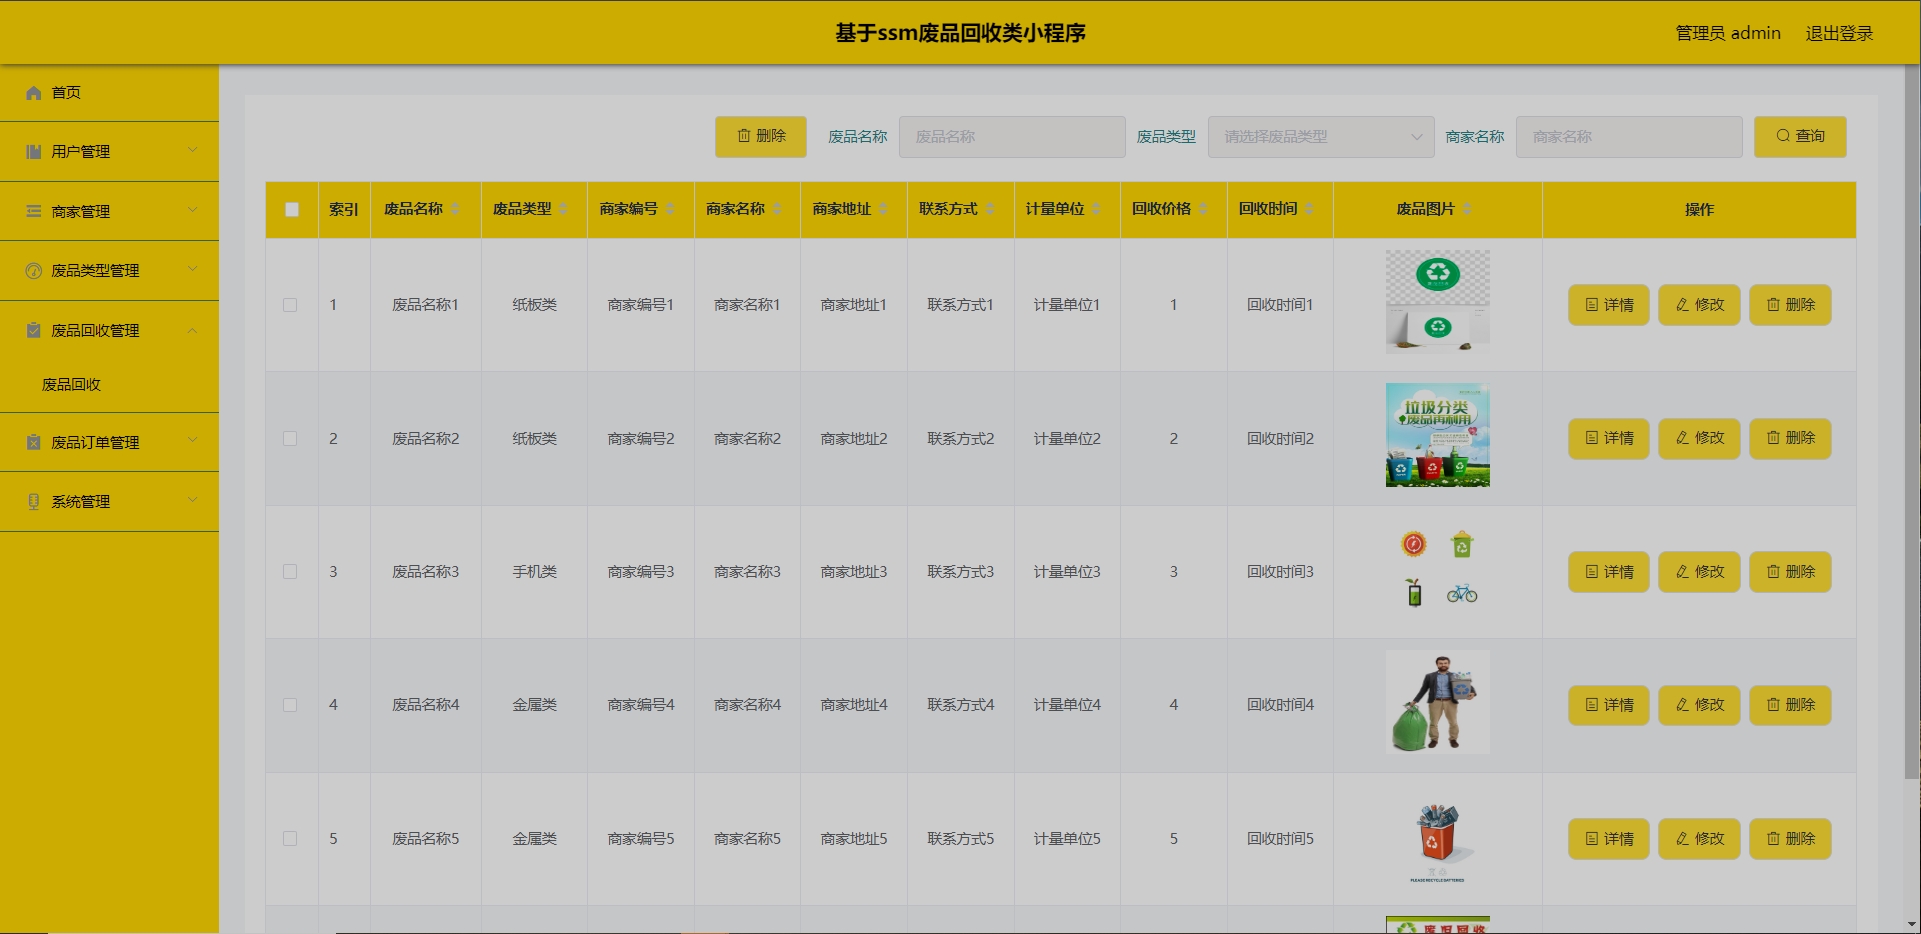 基于ssm废品回收类小程序
管理员 admin 退出登录
首页
用户管理
商家管理
废品类型管理
废品回收管理
废品回收
废品订单管理
系统管理
删除 废品名称 废品名称 废品类型 请选择废品类型 商家名称 商家名称 查询
索引 废品名称 废品类型 商家编号 商家名称 商家地址 联系方式 计量单位 回收价格 回收时间 废品图片 操作
1 废品名称1 纸板类 商家编号1 商家名称1 商家地址1 联系方式1 计量单位1 1 回收时间1 详情 修改 删除
垃圾分类
废品再利用
2 废品名称2 纸板类 商家编号2 商家名称2 商家地址2 联系方式2 计量单位2 2 回收时间2 详情 修改 删除
3 废品名称3 手机类 商家编号3 商家名称3 商家地址3 联系方式3 计量单位3 3 回收时间3 详情 修改 删除
4 废品名称4 金属类 商家编号4 商家名称4 商家地址4 联系方式4 计量单位4 4 回收时间4 详情 修改 删除
5 废品名称5 金属类 商家编号5 商家名称5 商家地址5 联系方式5 计量单位5 5 回收时间5 详情 修改 删除
PLEASE RECYCLE BATTERIES